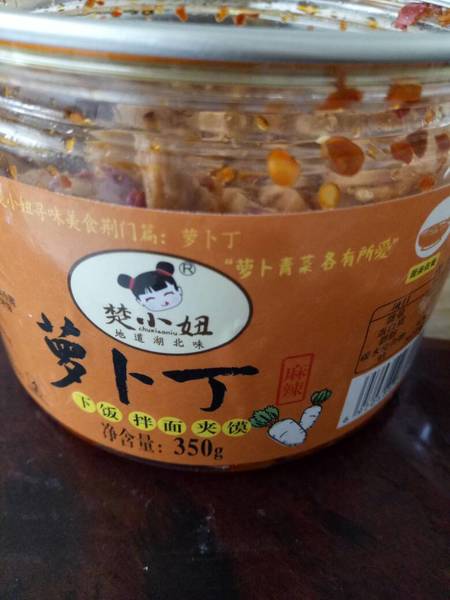 楚小妞寻味美食荆门篇：萝卜丁
“萝卜青菜各有所爱”
®
楚小妞
chuxiaoniu
地道湖北味
萝卜丁
麻辣
下饭拌面夹馍
净含量：350g